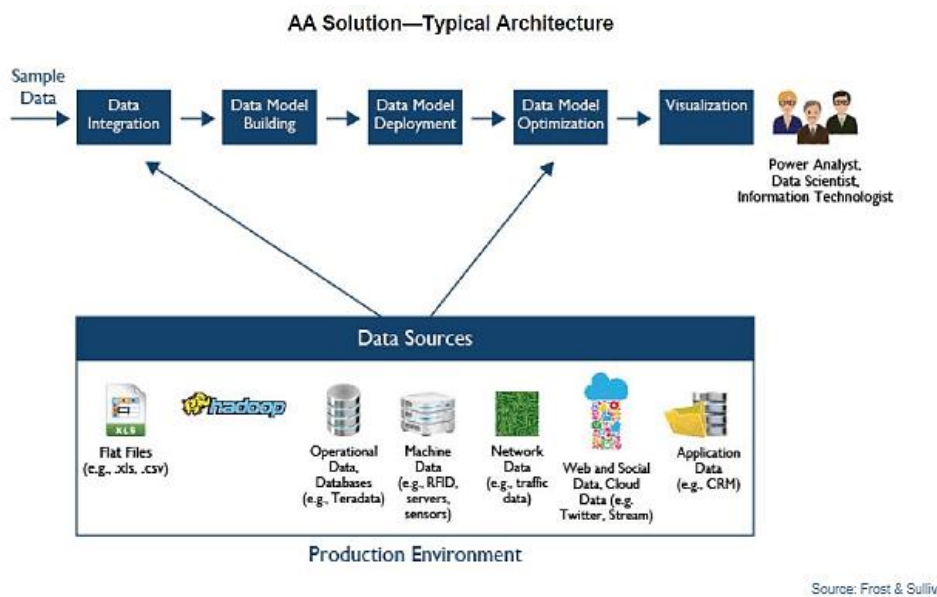 AA Solution—Typical Architecture
Sample
Data
Data
Integration
Data Model
Building
Data Model
Deployment
Data Model
Optimization
Visualization
Power Analyst,
Data Scientist,
Information Technologist
Data Sources
XLS
Flat Files
(e.g., .xls, .csv)
hadoop
Operational
Data,
Databases
(e.g., Teradata)
Machine
Data
(e.g., RFID,
servers,
sensors)
Network
Data
(e.g., traffic
data)
Web and Social
Data, Cloud
Data (e.g.
Twitter, Stream)
Application
Data
(e.g., CRM)
Production Environment
Source: Frost & Sulliv